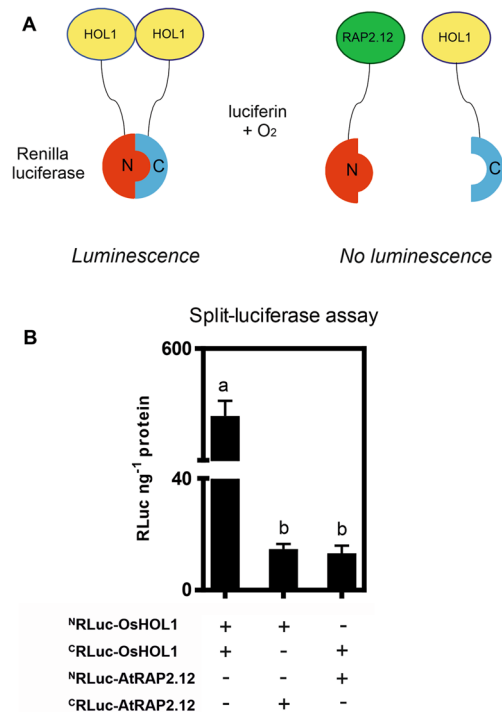 A
HOL1 HOL1 RAP2.12 HOL1
luciferin
+ O₂
Renilla
luciferase
N C N C
Luminescence No luminescence
B
Split-luciferase assay
RLuc ng⁻¹ protein
600
40
0
a
b b
ᴺRLuc-OsHOL1 + + -
ᶜRLuc-OsHOL1 + - +
ᴺRLuc-AtRAP2.12 - - +
ᶜRLuc-AtRAP2.12 - + -